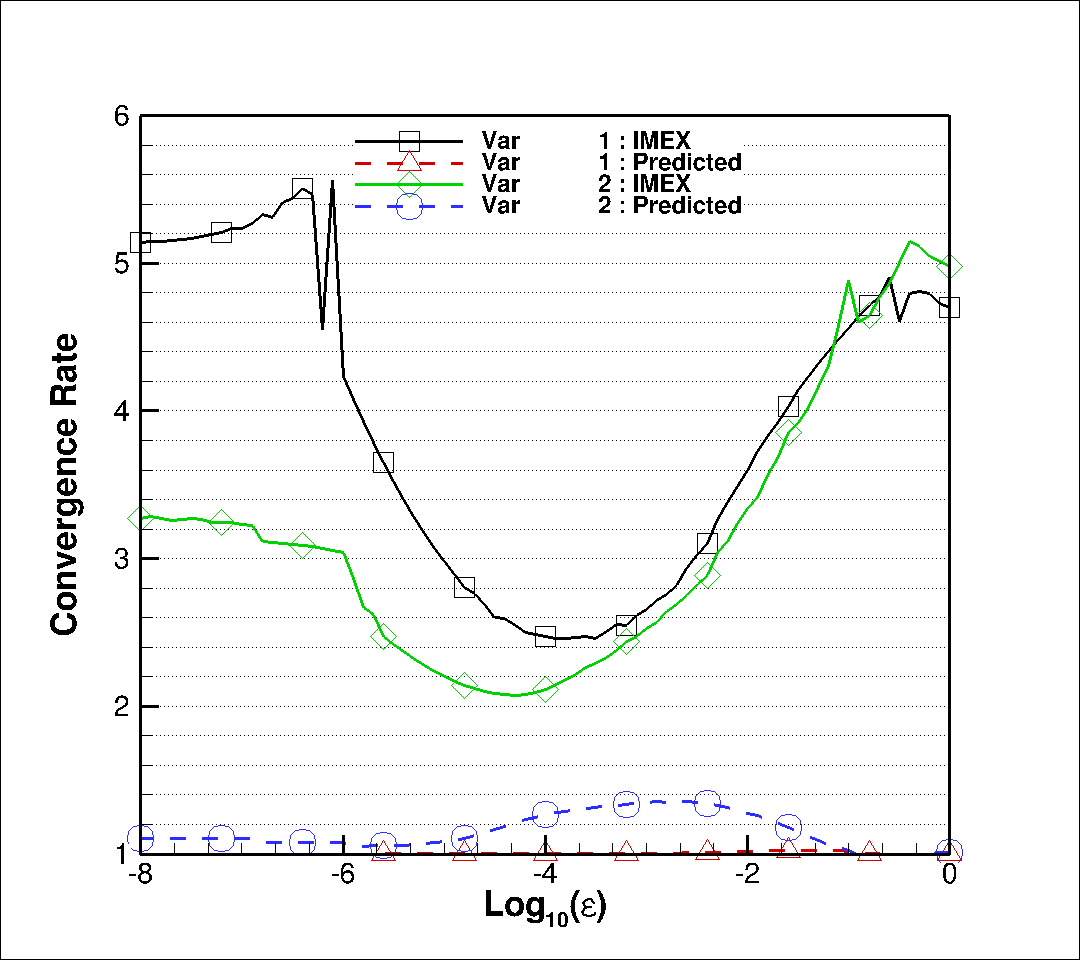 6
Var 1 : IMEX
Var 1 : Predicted
Var 2 : IMEX
Var 2 : Predicted
5
4
3
2
1
Convergence Rate
-8 -6 -4 -2 0
Log10(ε)